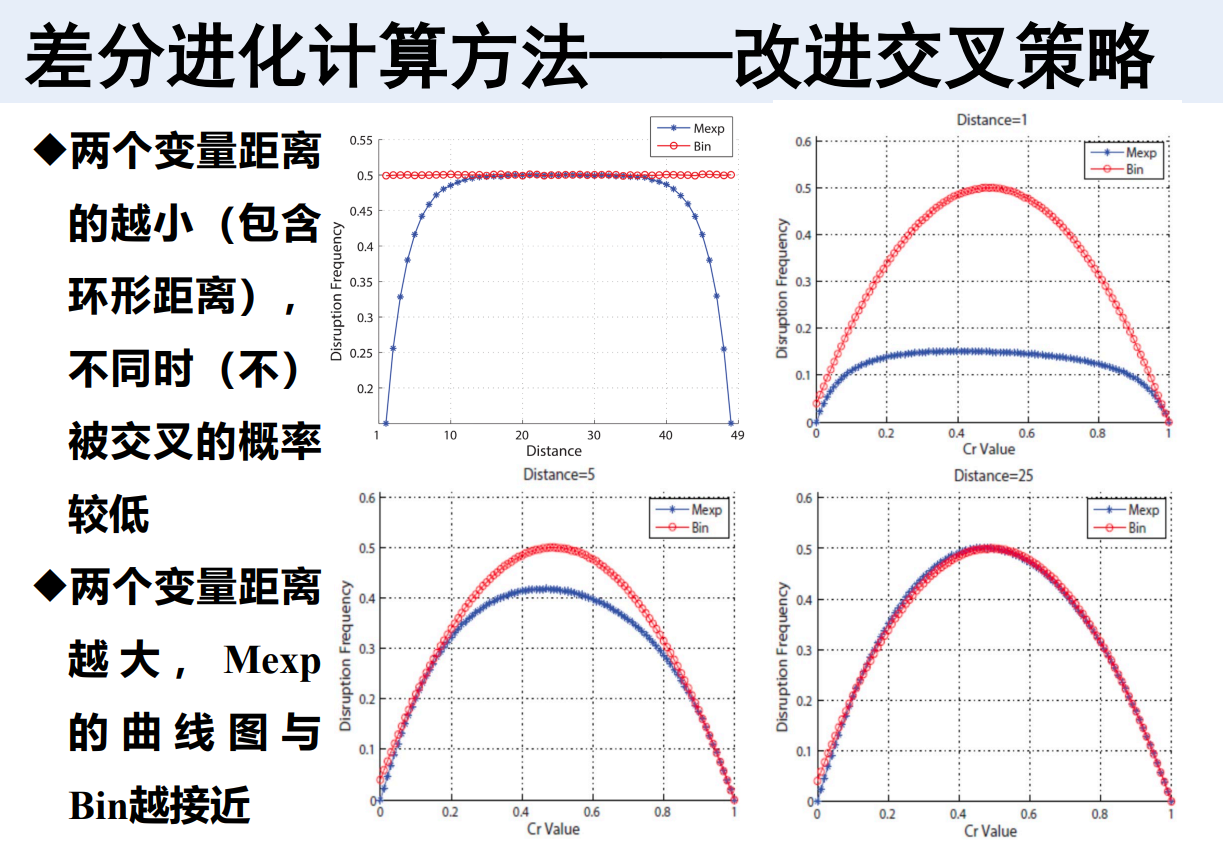 差分进化计算方法——改进交叉策略
◆两个变量距离
的越小（包含
环形距离），
不同时（不）
被交叉的概率
较低
◆两个变量距离
越大，Mexp
的曲线图与
Bin越接近
Mexp
Bin
0.55
0.5
0.45
0.4
0.35
0.3
0.25
0.2
Disruption Frequency
1 10 20 30 40 49
Distance
Distance=1
Mexp
Bin
0.6
0.5
0.4
0.3
0.2
0.1
0
Disruption Frequency
0 0.2 0.4 0.6 0.8 1
Cr Value
Distance=5
Mexp
Bin
0.6
0.5
0.4
0.3
0.2
0.1
0
Disruption Frequency
0 0.2 0.4 0.6 0.8 1
Cr Value
Distance=25
Mexp
Bin
0.6
0.5
0.4
0.3
0.2
0.1
0
Disruption Frequency
0 0.2 0.4 0.6 0.8 1
Cr Value